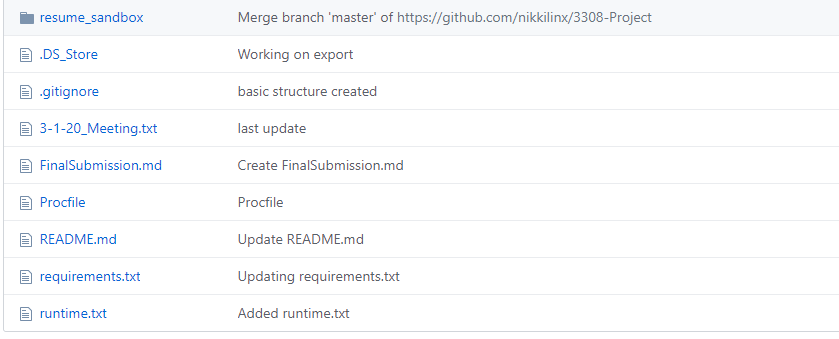 resume_sandbox Merge branch 'master' of https://github.com/nikkilinx/3308-Project
.DS_Store Working on export
.gitignore basic structure created
3-1-20_Meeting.txt last update
FinalSubmission.md Create FinalSubmission.md
Procfile Procfile
README.md Update README.md
requirements.txt Updating requirements.txt
runtime.txt Added runtime.txt